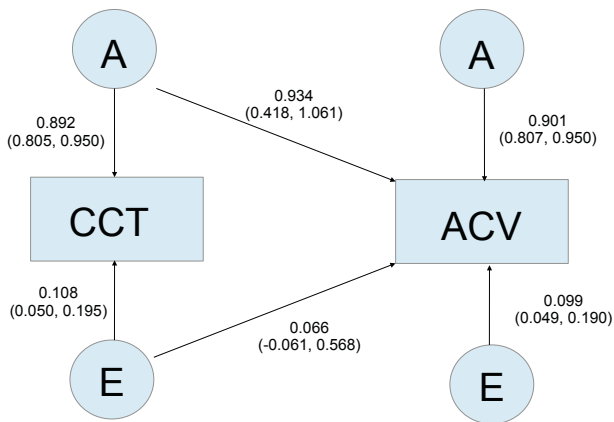 A
A
0.892
(0.805, 0.950)
0.934
(0.418, 1.061)
0.901
(0.807, 0.950)
CCT
ACV
0.108
(0.050, 0.195)
0.066
(-0.061, 0.568)
0.099
(0.049, 0.190)
E
E